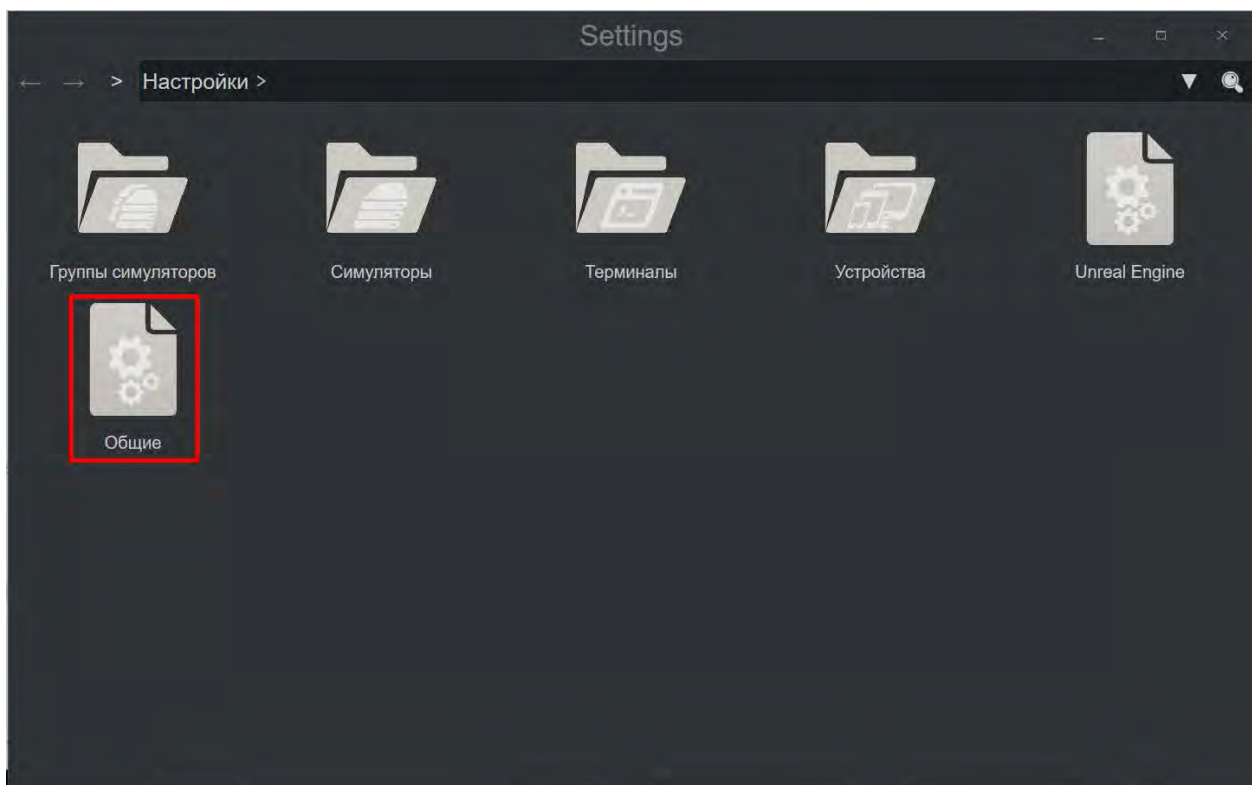 Settings
> Настройки >
Группы симуляторов
Симуляторы
Терминалы
Устройства
Unreal Engine
Общие